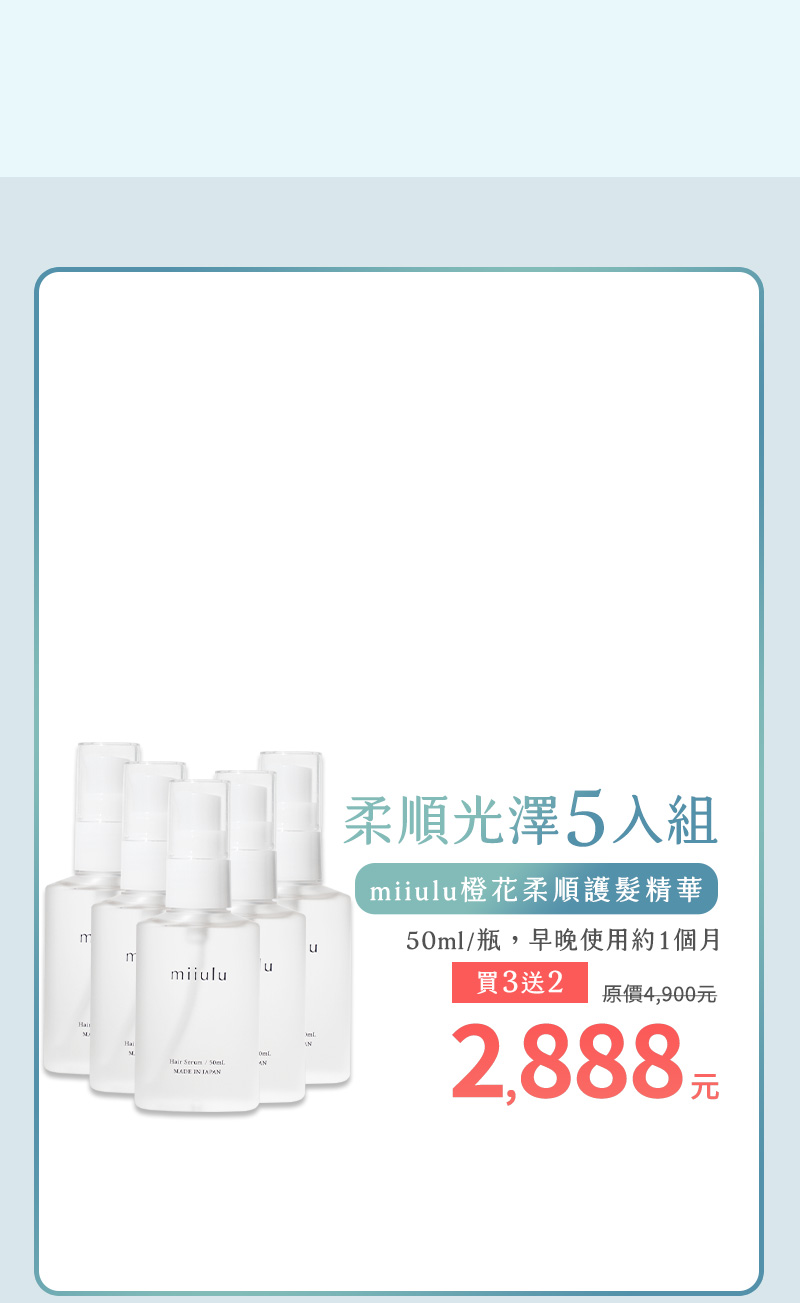 柔順光澤5入組
miiulu橙花柔順護髮精華
50ml/瓶，早晚使用約1個月
買3送2
原價4,900元
2,888元
miiulu
Hair Serum / 50mL
MADE IN JAPAN